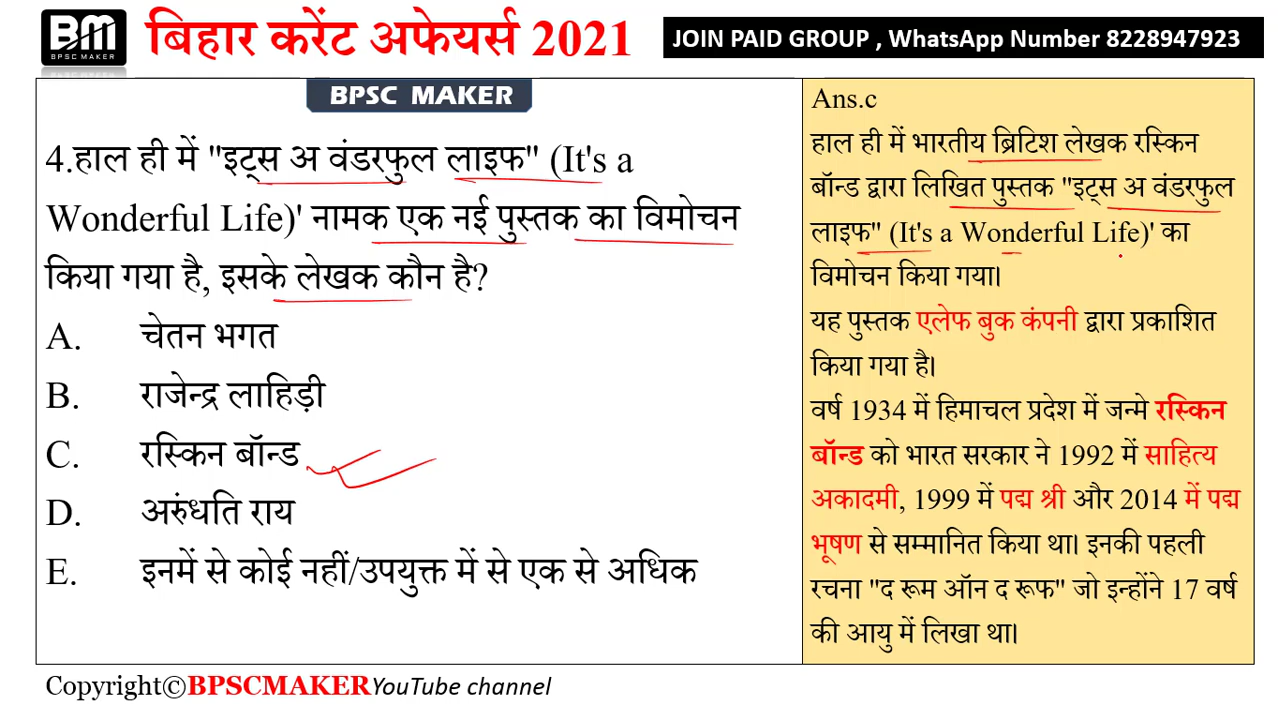 BM
BPSC MAKER
बिहार करेंट अफेयर्स 2021
JOIN PAID GROUP , WhatsApp Number 8228947923
BPSC MAKER
4.हाल ही में "इट्स अ वंडरफुल लाइफ" (It's a
Wonderful Life)' नामक एक नई पुस्तक का विमोचन
किया गया है, इसके लेखक कौन है?
A. चेतन भगत
B. राजेन्द्र लाहिड़ी
C. रस्किन बॉन्ड
D. अरुंधति राय
E. इनमें से कोई नहीं/उपयुक्त में से एक से अधिक
Ans.c
हाल ही में भारतीय ब्रिटिश लेखक रस्किन
बॉन्ड द्वारा लिखित पुस्तक "इट्स अ वंडरफुल
लाइफ" (It's a Wonderful Life)' का
विमोचन किया गया।
यह पुस्तक एलेफ बुक कंपनी द्वारा प्रकाशित
किया गया है।
वर्ष 1934 में हिमाचल प्रदेश में जन्मे रस्किन
बॉन्ड को भारत सरकार ने 1992 में साहित्य
अकादमी, 1999 में पद्म श्री और 2014 में पद्म
भूषण से सम्मानित किया था। इनकी पहली
रचना "द रूम ऑन द रूफ" जो इन्होंने 17 वर्ष
की आयु में लिखा था।
Copyright©BPSCMAKERYouTube channel